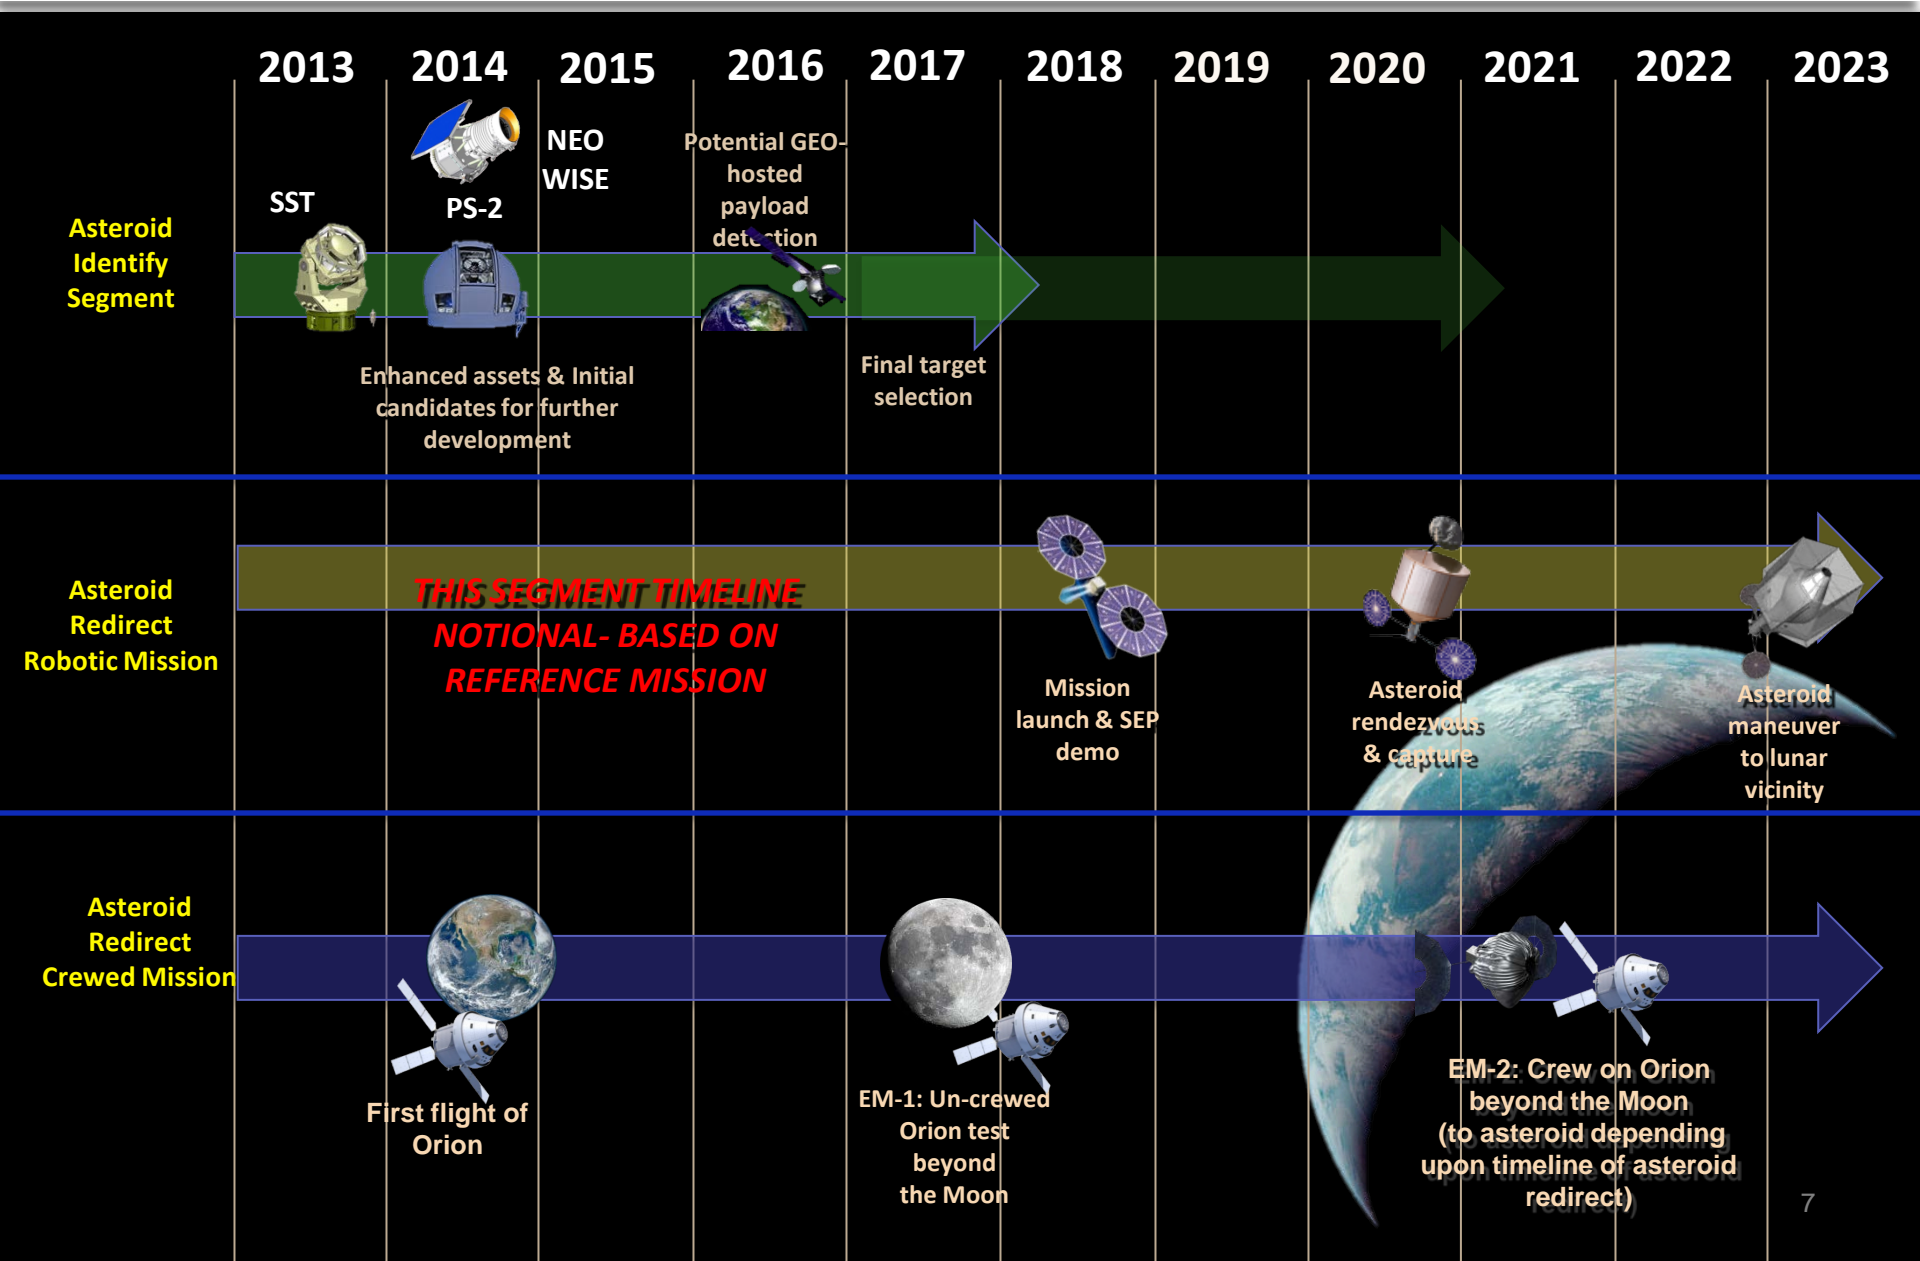 2013 2014 2015 2016 2017 2018 2019 2020 2021 2022 2023
Asteroid
Identify
Segment
SST
NEO
WISE
PS-2
Potential GEO-
hosted
payload
detection
Enhanced assets & Initial
candidates for further
development
Final target
selection
Asteroid
Redirect
Robotic Mission
THIS SEGMENT TIMELINE
NOTIONAL- BASED ON
REFERENCE MISSION
Mission
launch & SEP
demo
Asteroid
rendezvous
& capture
Asteroid
maneuver
to lunar
vicinity
Asteroid
Redirect
Crewed Mission
First flight of
Orion
EM-1: Un-crewed
Orion test
beyond
the Moon
EM-2: Crew on Orion
beyond the Moon
(to asteroid depending
upon timeline of asteroid
redirect)
7